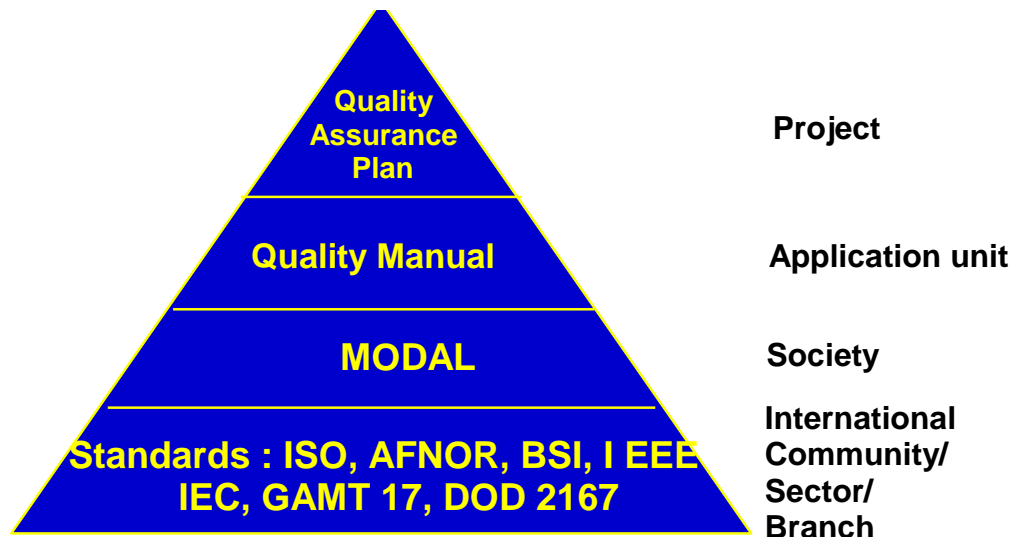 Quality
Assurance
Plan
Project
Quality Manual
Application unit
MODAL
Society
Standards : ISO, AFNOR, BSI, I EEE
IEC, GAMT 17, DOD 2167
International
Community/
Sector/
Branch